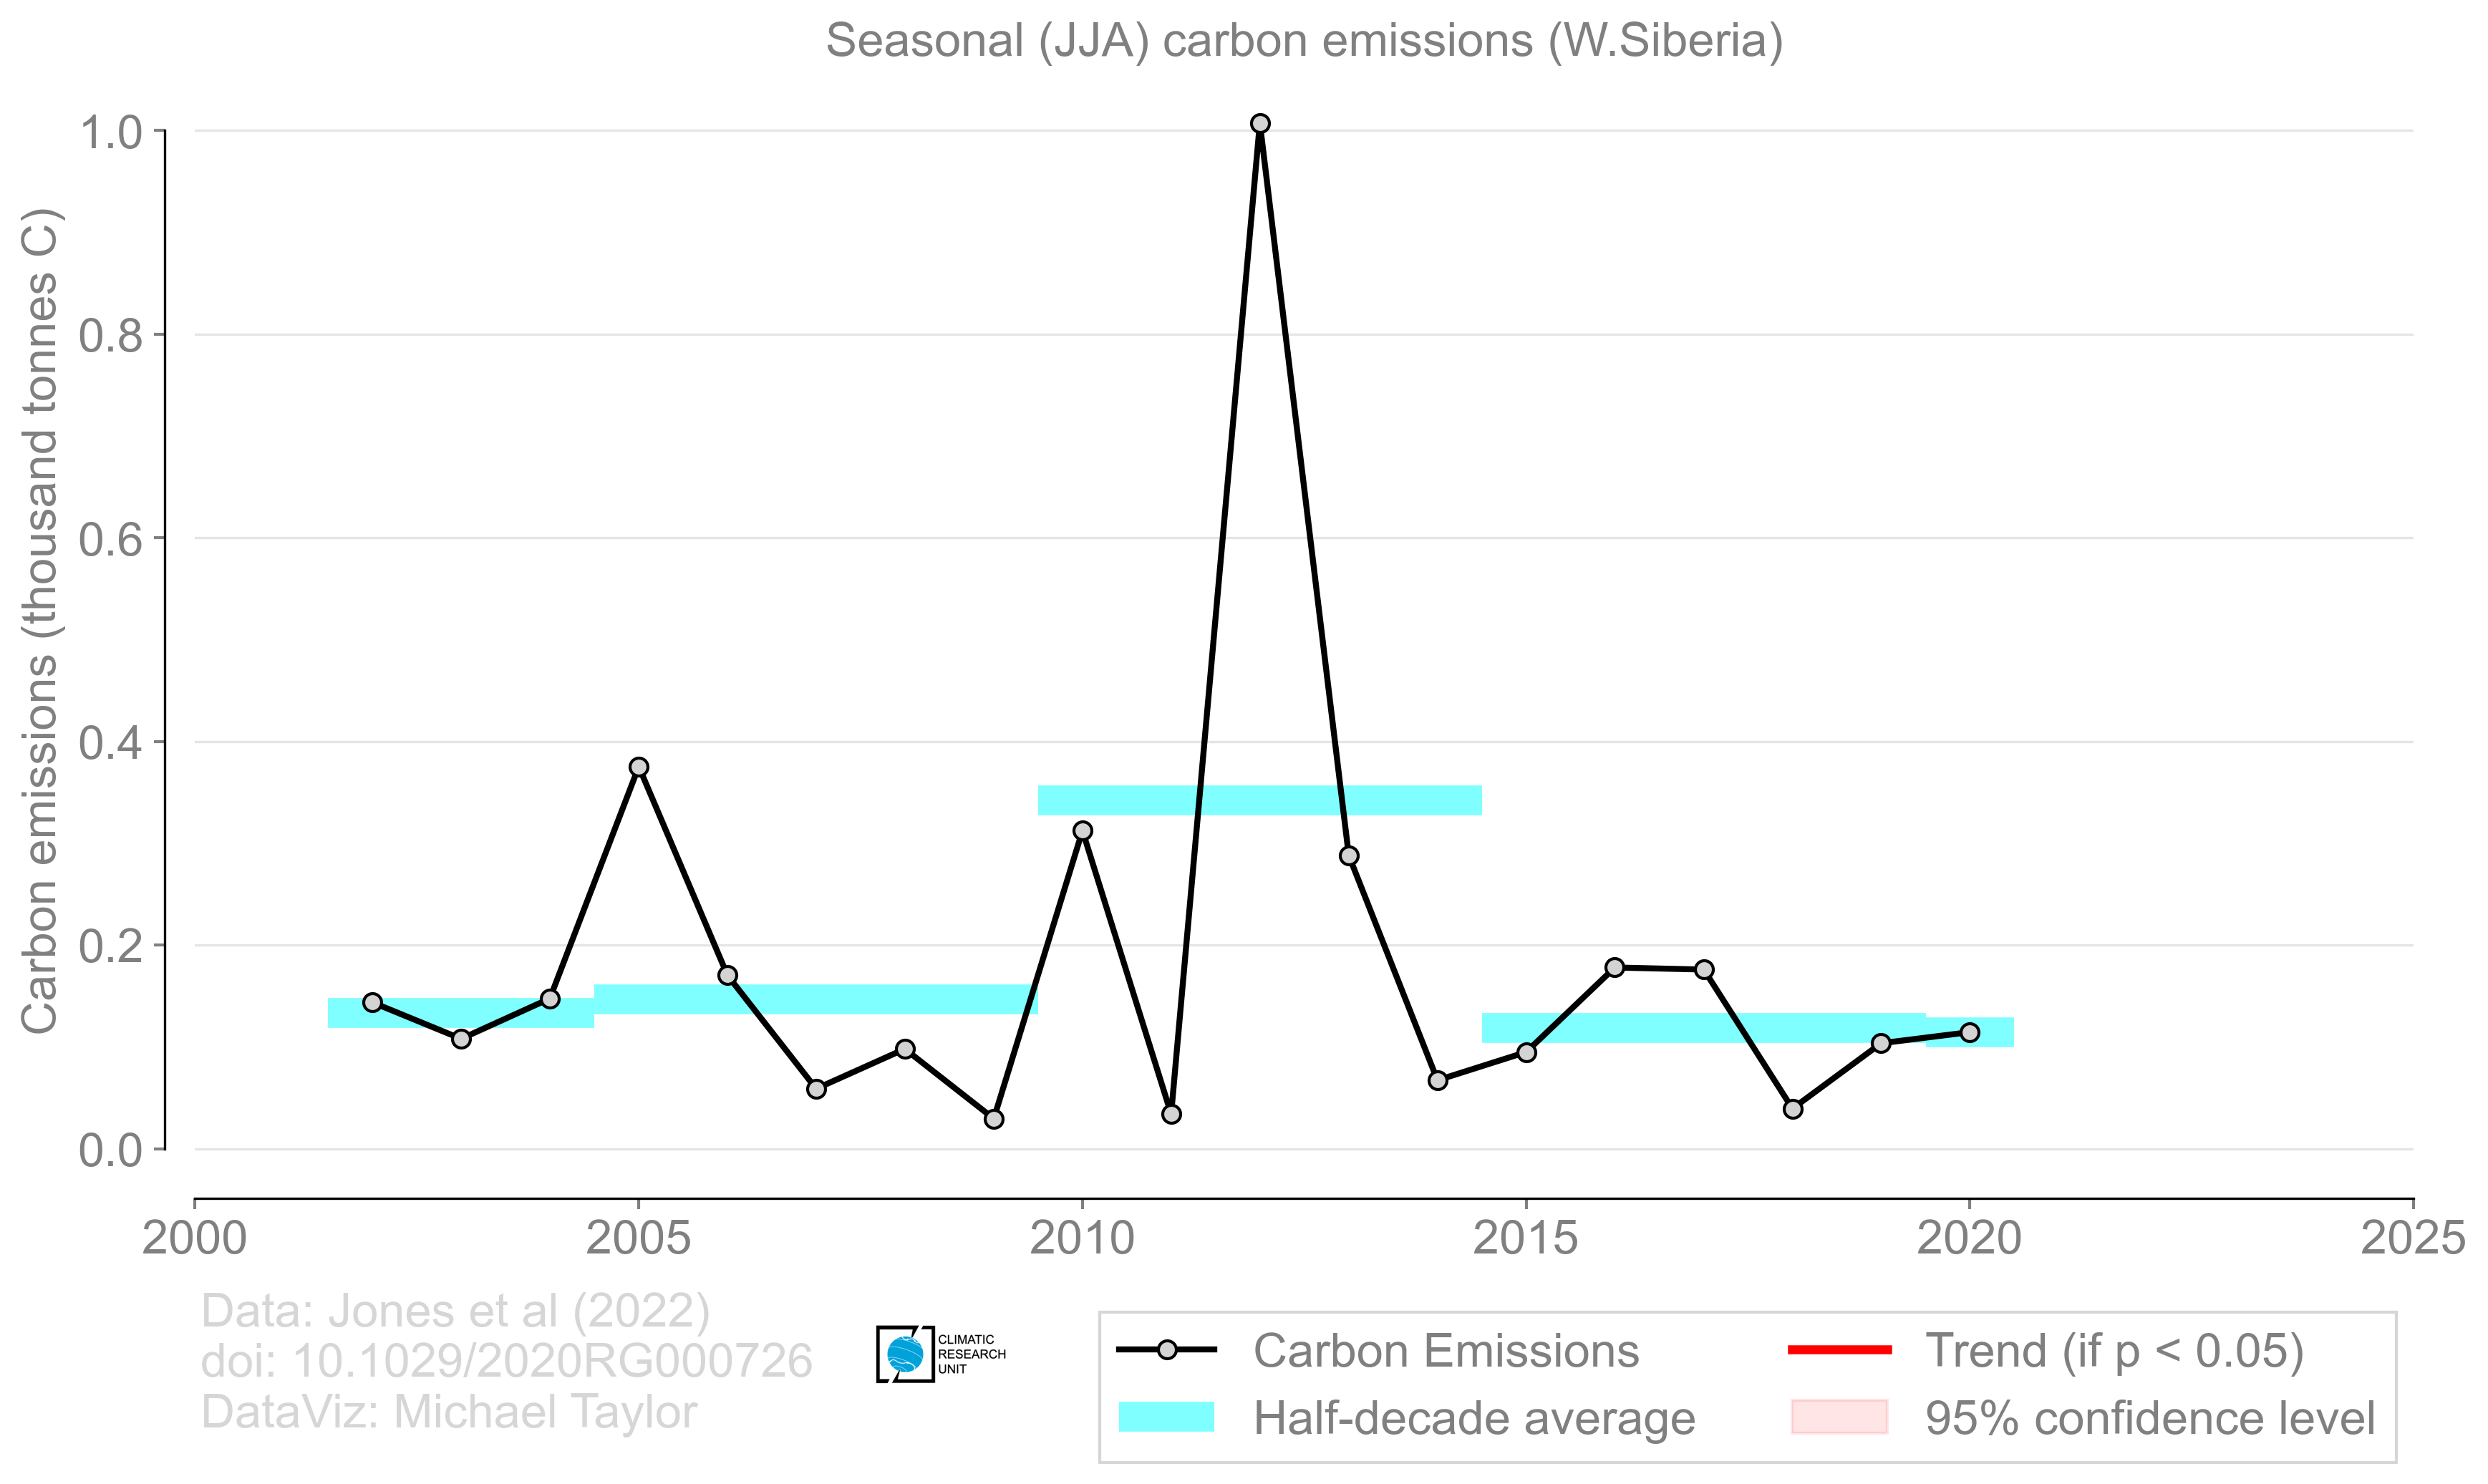 Seasonal (JJA) carbon emissions (W.Siberia)
Carbon emissions (thousand tonnes C)
1.0
0.8
0.6
0.4
0.2
0.0
2000 2005 2010 2015 2020 2025
Data: Jones et al (2022)
doi: 10.1029/2020RG000726
DataViz: Michael Taylor
CLIMATIC
RESEARCH
UNIT
Carbon Emissions
Half-decade average
Trend (if p < 0.05)
95% confidence level